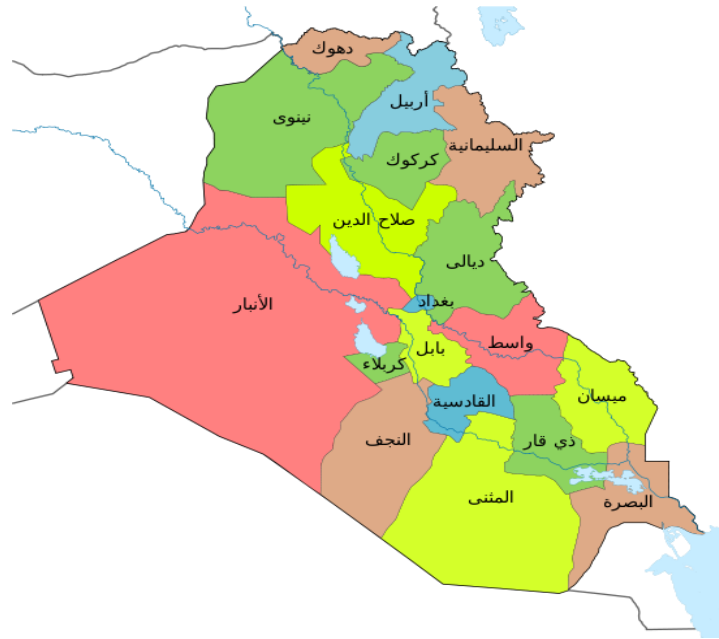 دهوك
أربيل
نينوى
السليمانية
كركوك
صلاح الدين
ديالى
بغداد
الأنبار
واسط
بابل
كربلاء
ميسان
القادسية
النجف
ذي قار
المثنى
البصرة